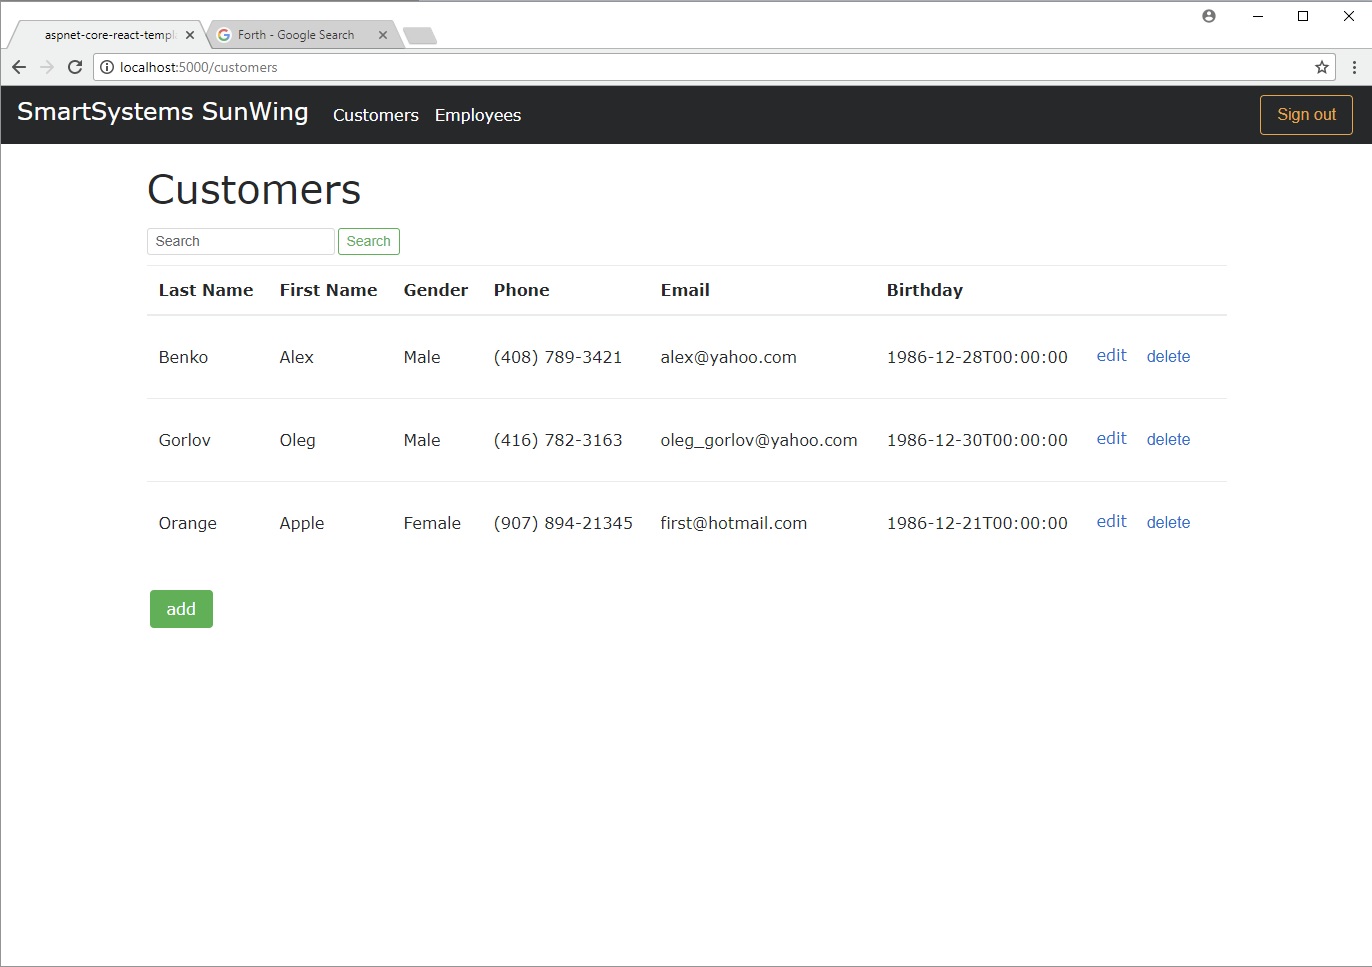 aspnet-core-react-templ
Forth - Google Search
localhost:5000/customers
SmartSystems SunWing Customers Employees Sign out
Customers
Search Search
Last Name First Name Gender Phone Email Birthday
Benko Alex Male (408) 789-3421 alex@yahoo.com 1986-12-28T00:00:00 edit delete
Gorlov Oleg Male (416) 782-3163 oleg_gorlov@yahoo.com 1986-12-30T00:00:00 edit delete
Orange Apple Female (907) 894-21345 first@hotmail.com 1986-12-21T00:00:00 edit delete
add